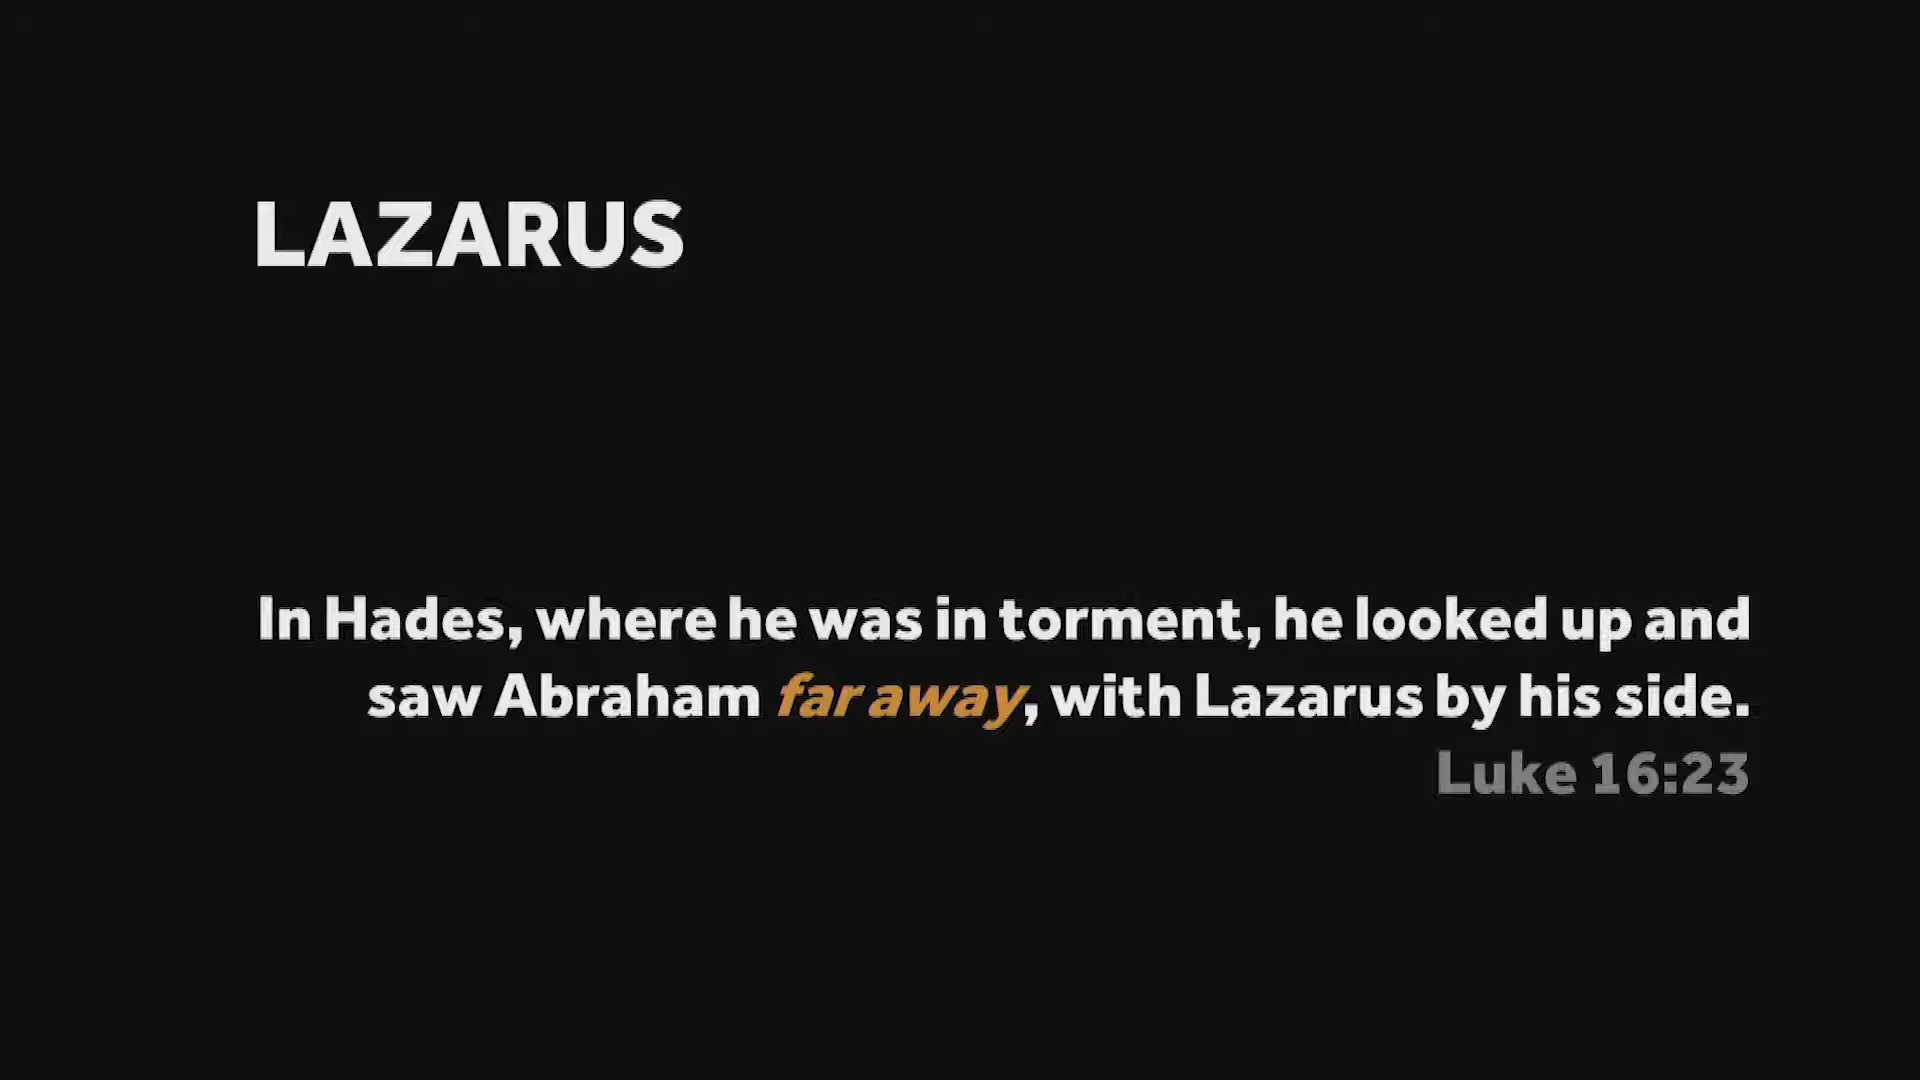 LAZARUS
In Hades, where he was in torment, he looked up and
saw Abraham far away, with Lazarus by his side.
Luke 16:23